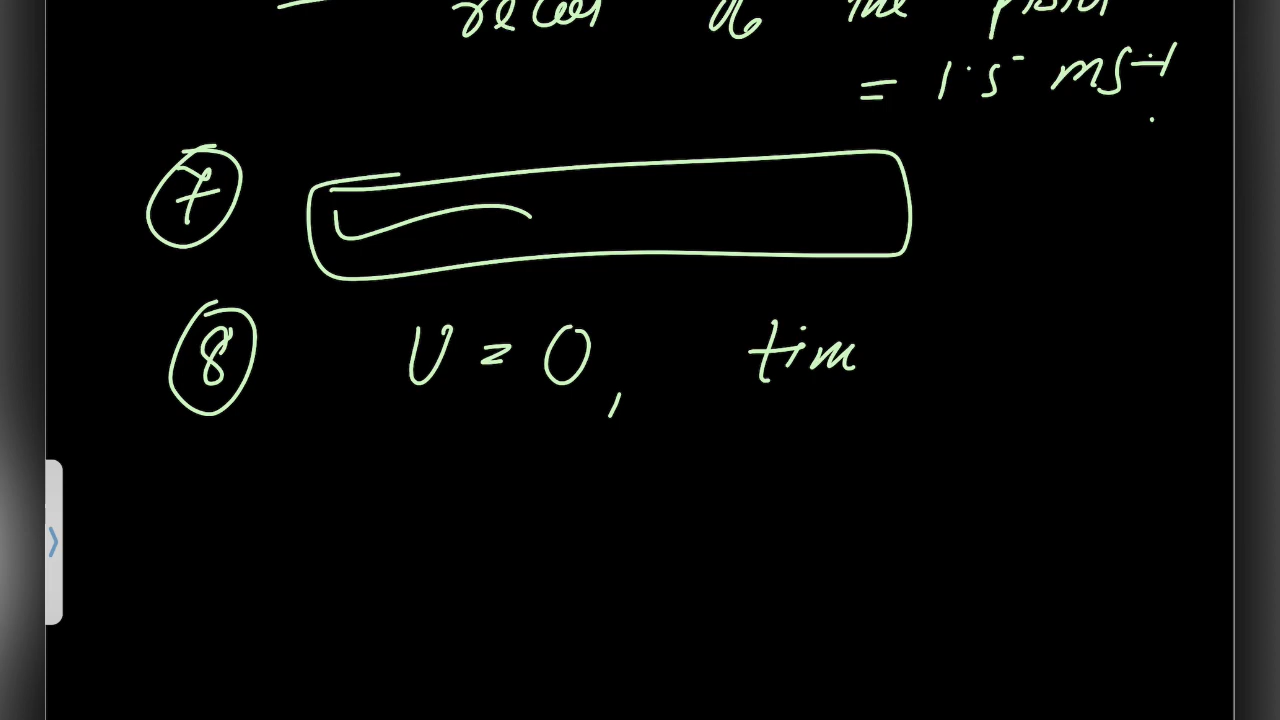 recoil of the pistol
= 1.5 ms⁻¹
7
8 U = 0, tim